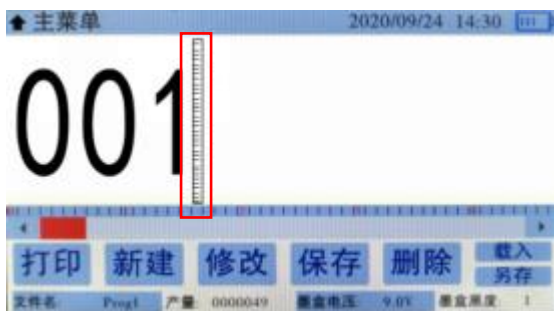 主菜单 2020/09/24 14:30
001
打印 新建 修改 保存 删除 载入
另存
文件名: Prog1 产量: 0000049 墨盒电压: 9.0V 墨盒黑度: 1